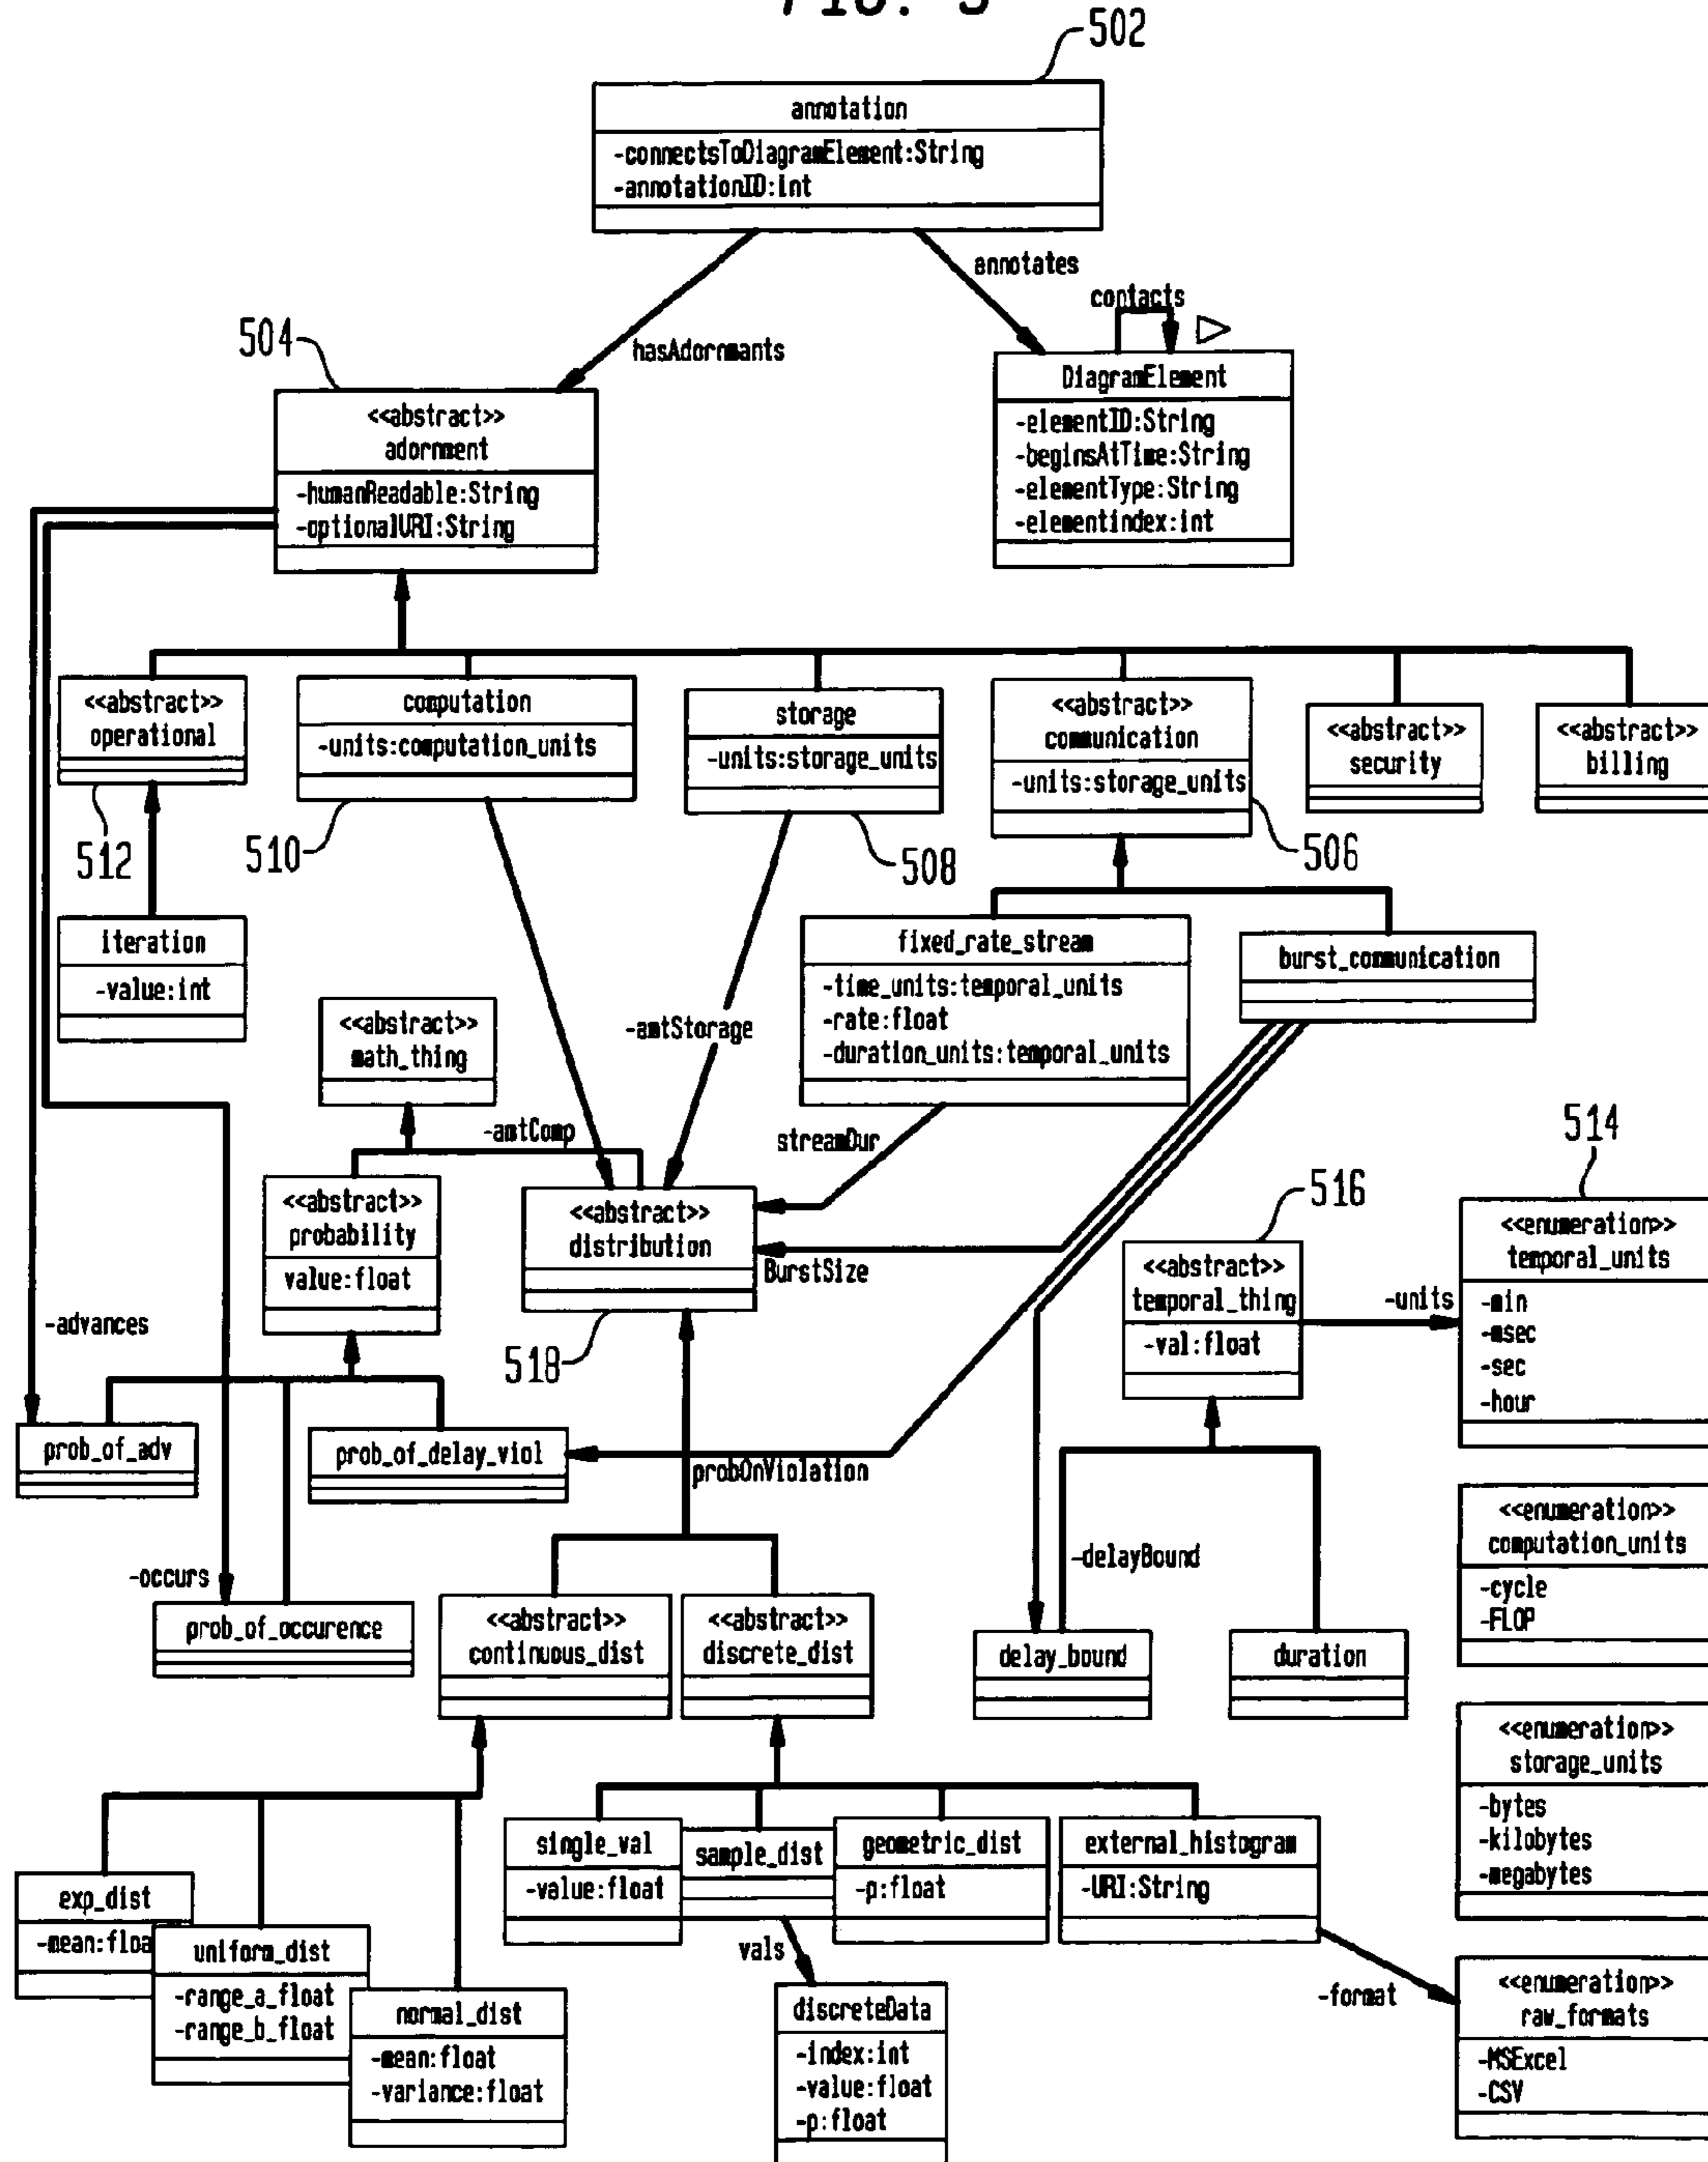 FIG. 5
502
annotation
-connectsToDiagramElement:String
-annotationID:int
annotates
contacts
504
hasAdornmants
DiagramElement
-elementID:String
-beginsAtTime:String
-elementType:String
-elementindex:int
<<abstract>>
adornment
-humanReadable:String
-optionalURI:String
<<abstract>>
operational
computation
-units:computation_units
storage
-units:storage_units
<<abstract>>
communication
-units:storage_units
<<abstract>>
security
<<abstract>>
billing
512
510
508
506
iteration
-value:int
<<abstract>>
math_thing
-amtStorage
fixed_rate_stream
-time_units:temporal_units
-rate:float
-duration_units:temporal_units
burst_communication
-amtComp
streamDur
514
516
<<abstract>>
probability
value:float
<<abstract>>
distribution
BurstSize
<<abstract>>
temporal_thing
-val:float
-units
<<enumeration>>
temporal_units
-min
-msec
-sec
-hour
-advances
518
prob_of_adv
prob_of_delay_viol
probOnViolation
<<enumeration>>
computation_units
-cycle
-FLOP
-delayBound
-occurs
prob_of_occurence
<<abstract>>
continuous_dist
<<abstract>>
discrete_dist
delay_bound
duration
<<enumeration>>
storage_units
-bytes
-kilobytes
-megabytes
single_val
-value:float
sample_dist
geometric_dist
-p:float
external_histogram
-URI:String
exp_dist
-mean:floa
uniform_dist
-range_a_float
-range_b_float
normal_dist
-mean:float
-variance:float
vals
discreteData
-index:int
-value:float
-p:float
-format
<<enumeration>>
raw_formats
-MSExcel
-CSV